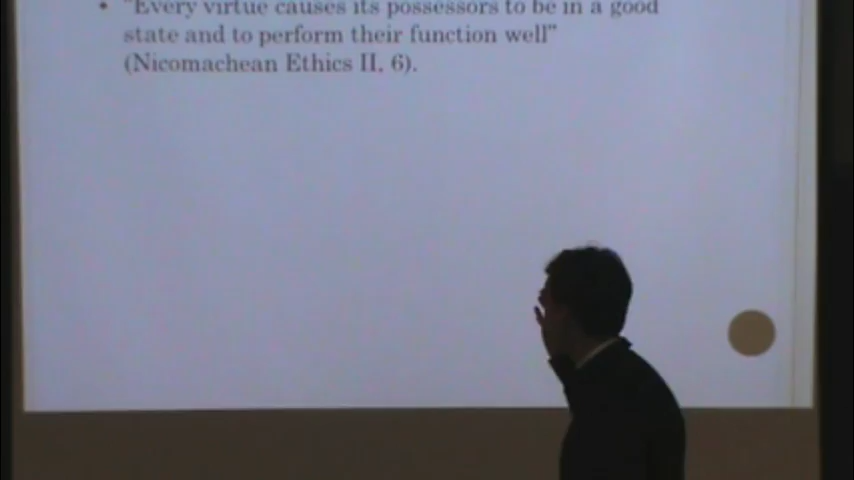 • "Every virtue causes its possessors to be in a good
state and to perform their function well"
(Nicomachean Ethics II, 6).